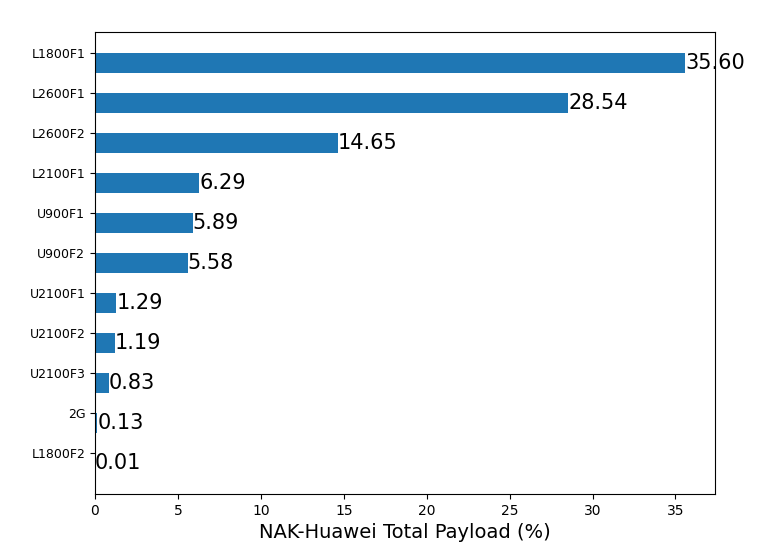 L1800F1 35.60
L2600F1 28.54
L2600F2 14.65
L2100F1 6.29
U900F1 5.89
U900F2 5.58
U2100F1 1.29
U2100F2 1.19
U2100F3 0.83
2G 0.13
L1800F2 0.01
0 5 10 15 20 25 30 35
NAK-Huawei Total Payload (%)